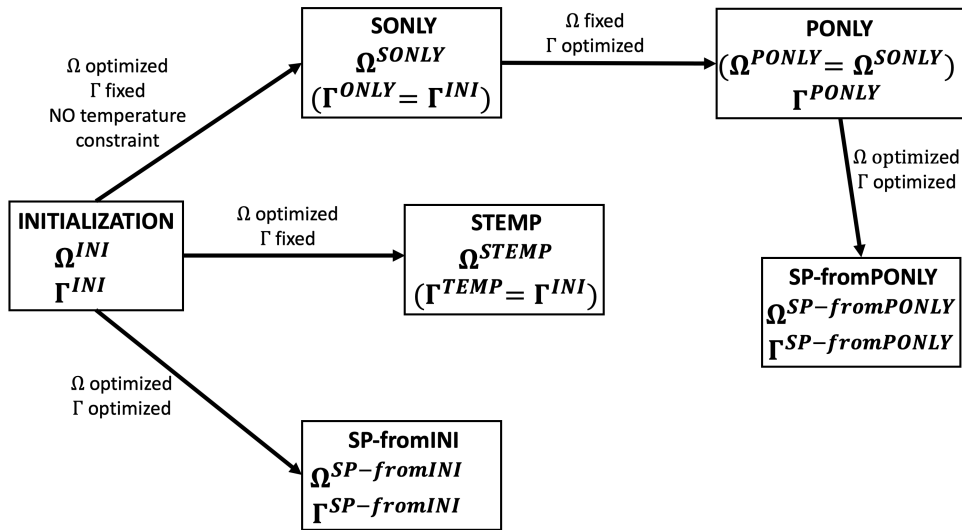 SONLY
Ω^SONLY
(Γ^ONLY = Γ^INI)
Ω fixed
Γ optimized
PONLY
(Ω^PONLY = Ω^SONLY)
Γ^PONLY
Ω optimized
Γ fixed
NO temperature
constraint
Ω optimized
Γ optimized
INITIALIZATION
Ω^INI
Γ^INI
Ω optimized
Γ fixed
STEMP
Ω^STEMP
(Γ^TEMP = Γ^INI)
SP-fromPONLY
Ω^SP−fromPONLY
Γ^SP−fromPONLY
Ω optimized
Γ optimized
SP-fromINI
Ω^SP−fromINI
Γ^SP−fromINI